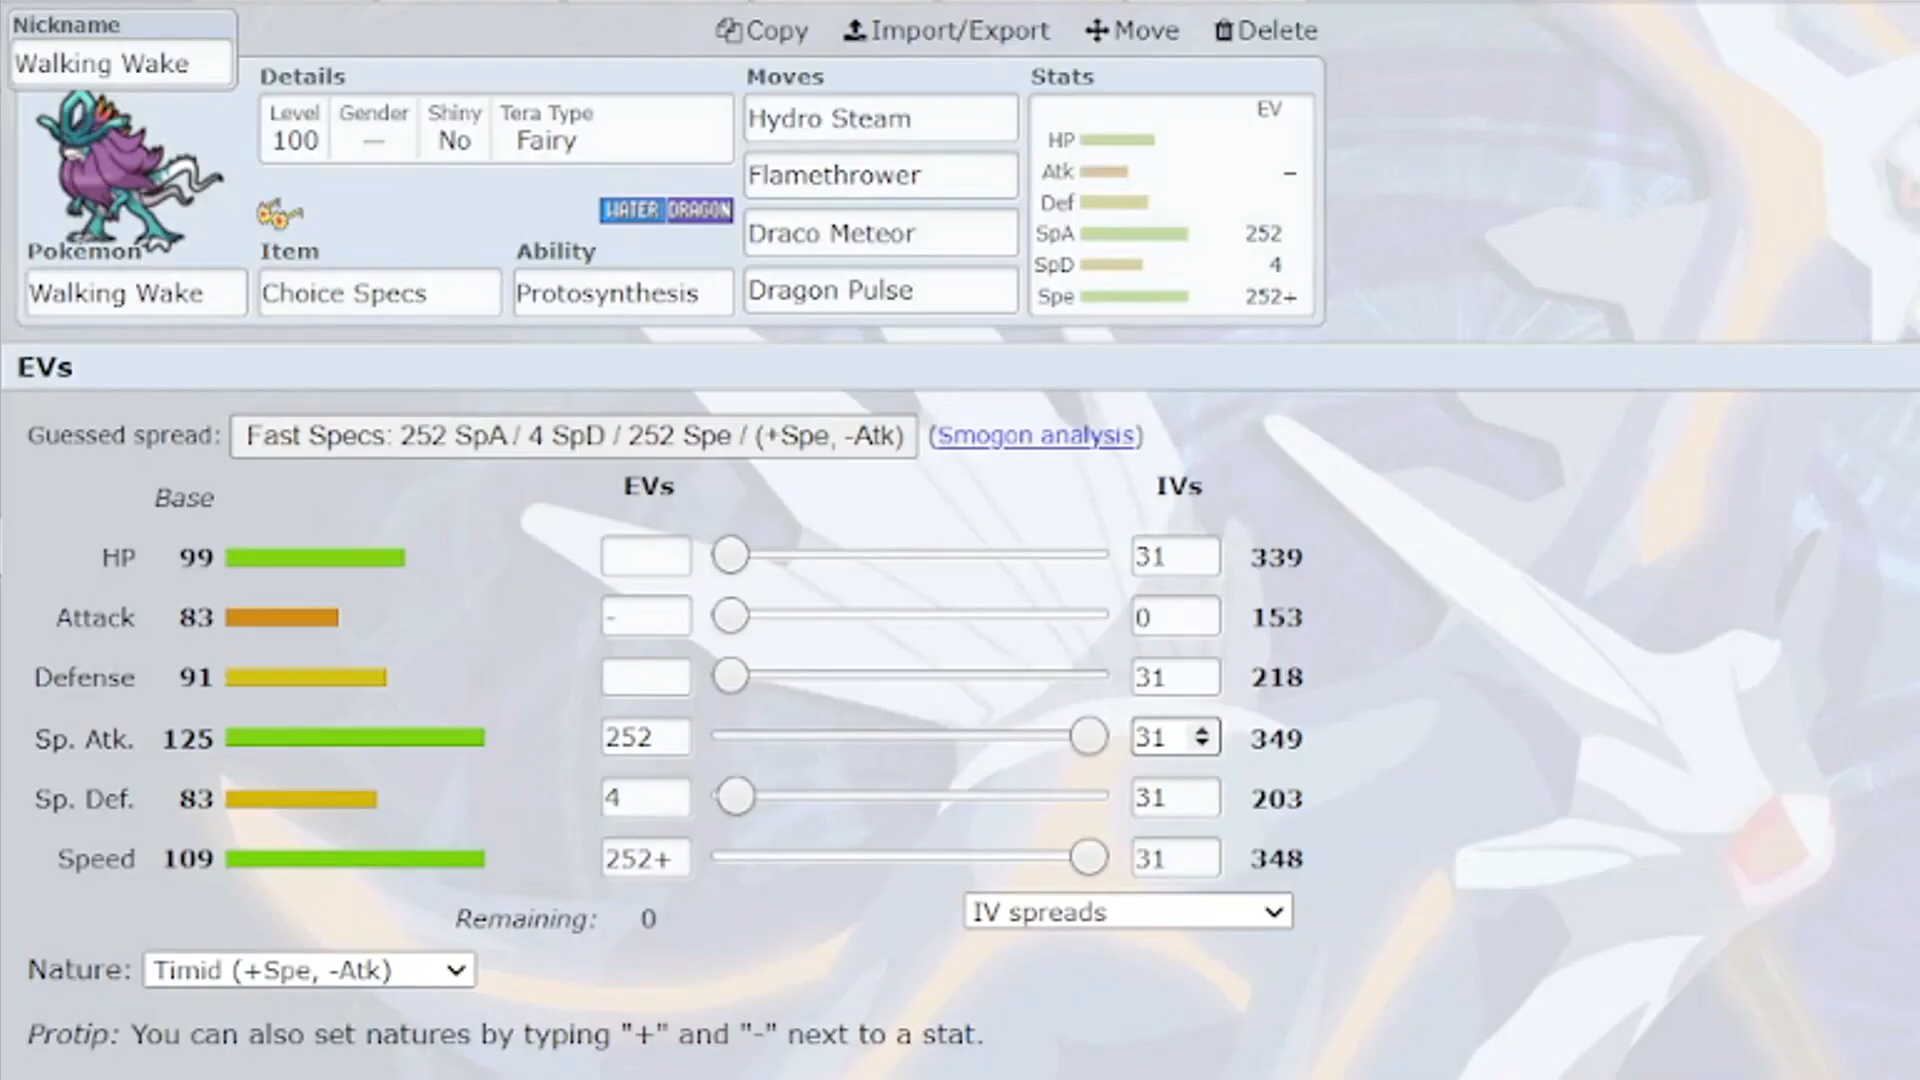 Nickname
Walking Wake
Copy Import/Export Move Delete
Details
Level Gender Shiny Tera Type
100 — No Fairy
WATER DRAGON
Pokemon Item Ability
Walking Wake Choice Specs Protosynthesis
Moves
Hydro Steam
Flamethrower
Draco Meteor
Dragon Pulse
Stats
EV
HP
Atk –
Def
SpA 252
SpD 4
Spe 252+
EVs
Guessed spread: Fast Specs: 252 SpA / 4 SpD / 252 Spe / (+Spe, -Atk) (Smogon analysis)
Base EVs IVs
HP 99 31 339
Attack 83 - 0 153
Defense 91 31 218
Sp. Atk. 125 252 31 349
Sp. Def. 83 4 31 203
Speed 109 252+ 31 348
Remaining: 0 IV spreads
Nature: Timid (+Spe, -Atk)
Protip: You can also set natures by typing "+" and "-" next to a stat.